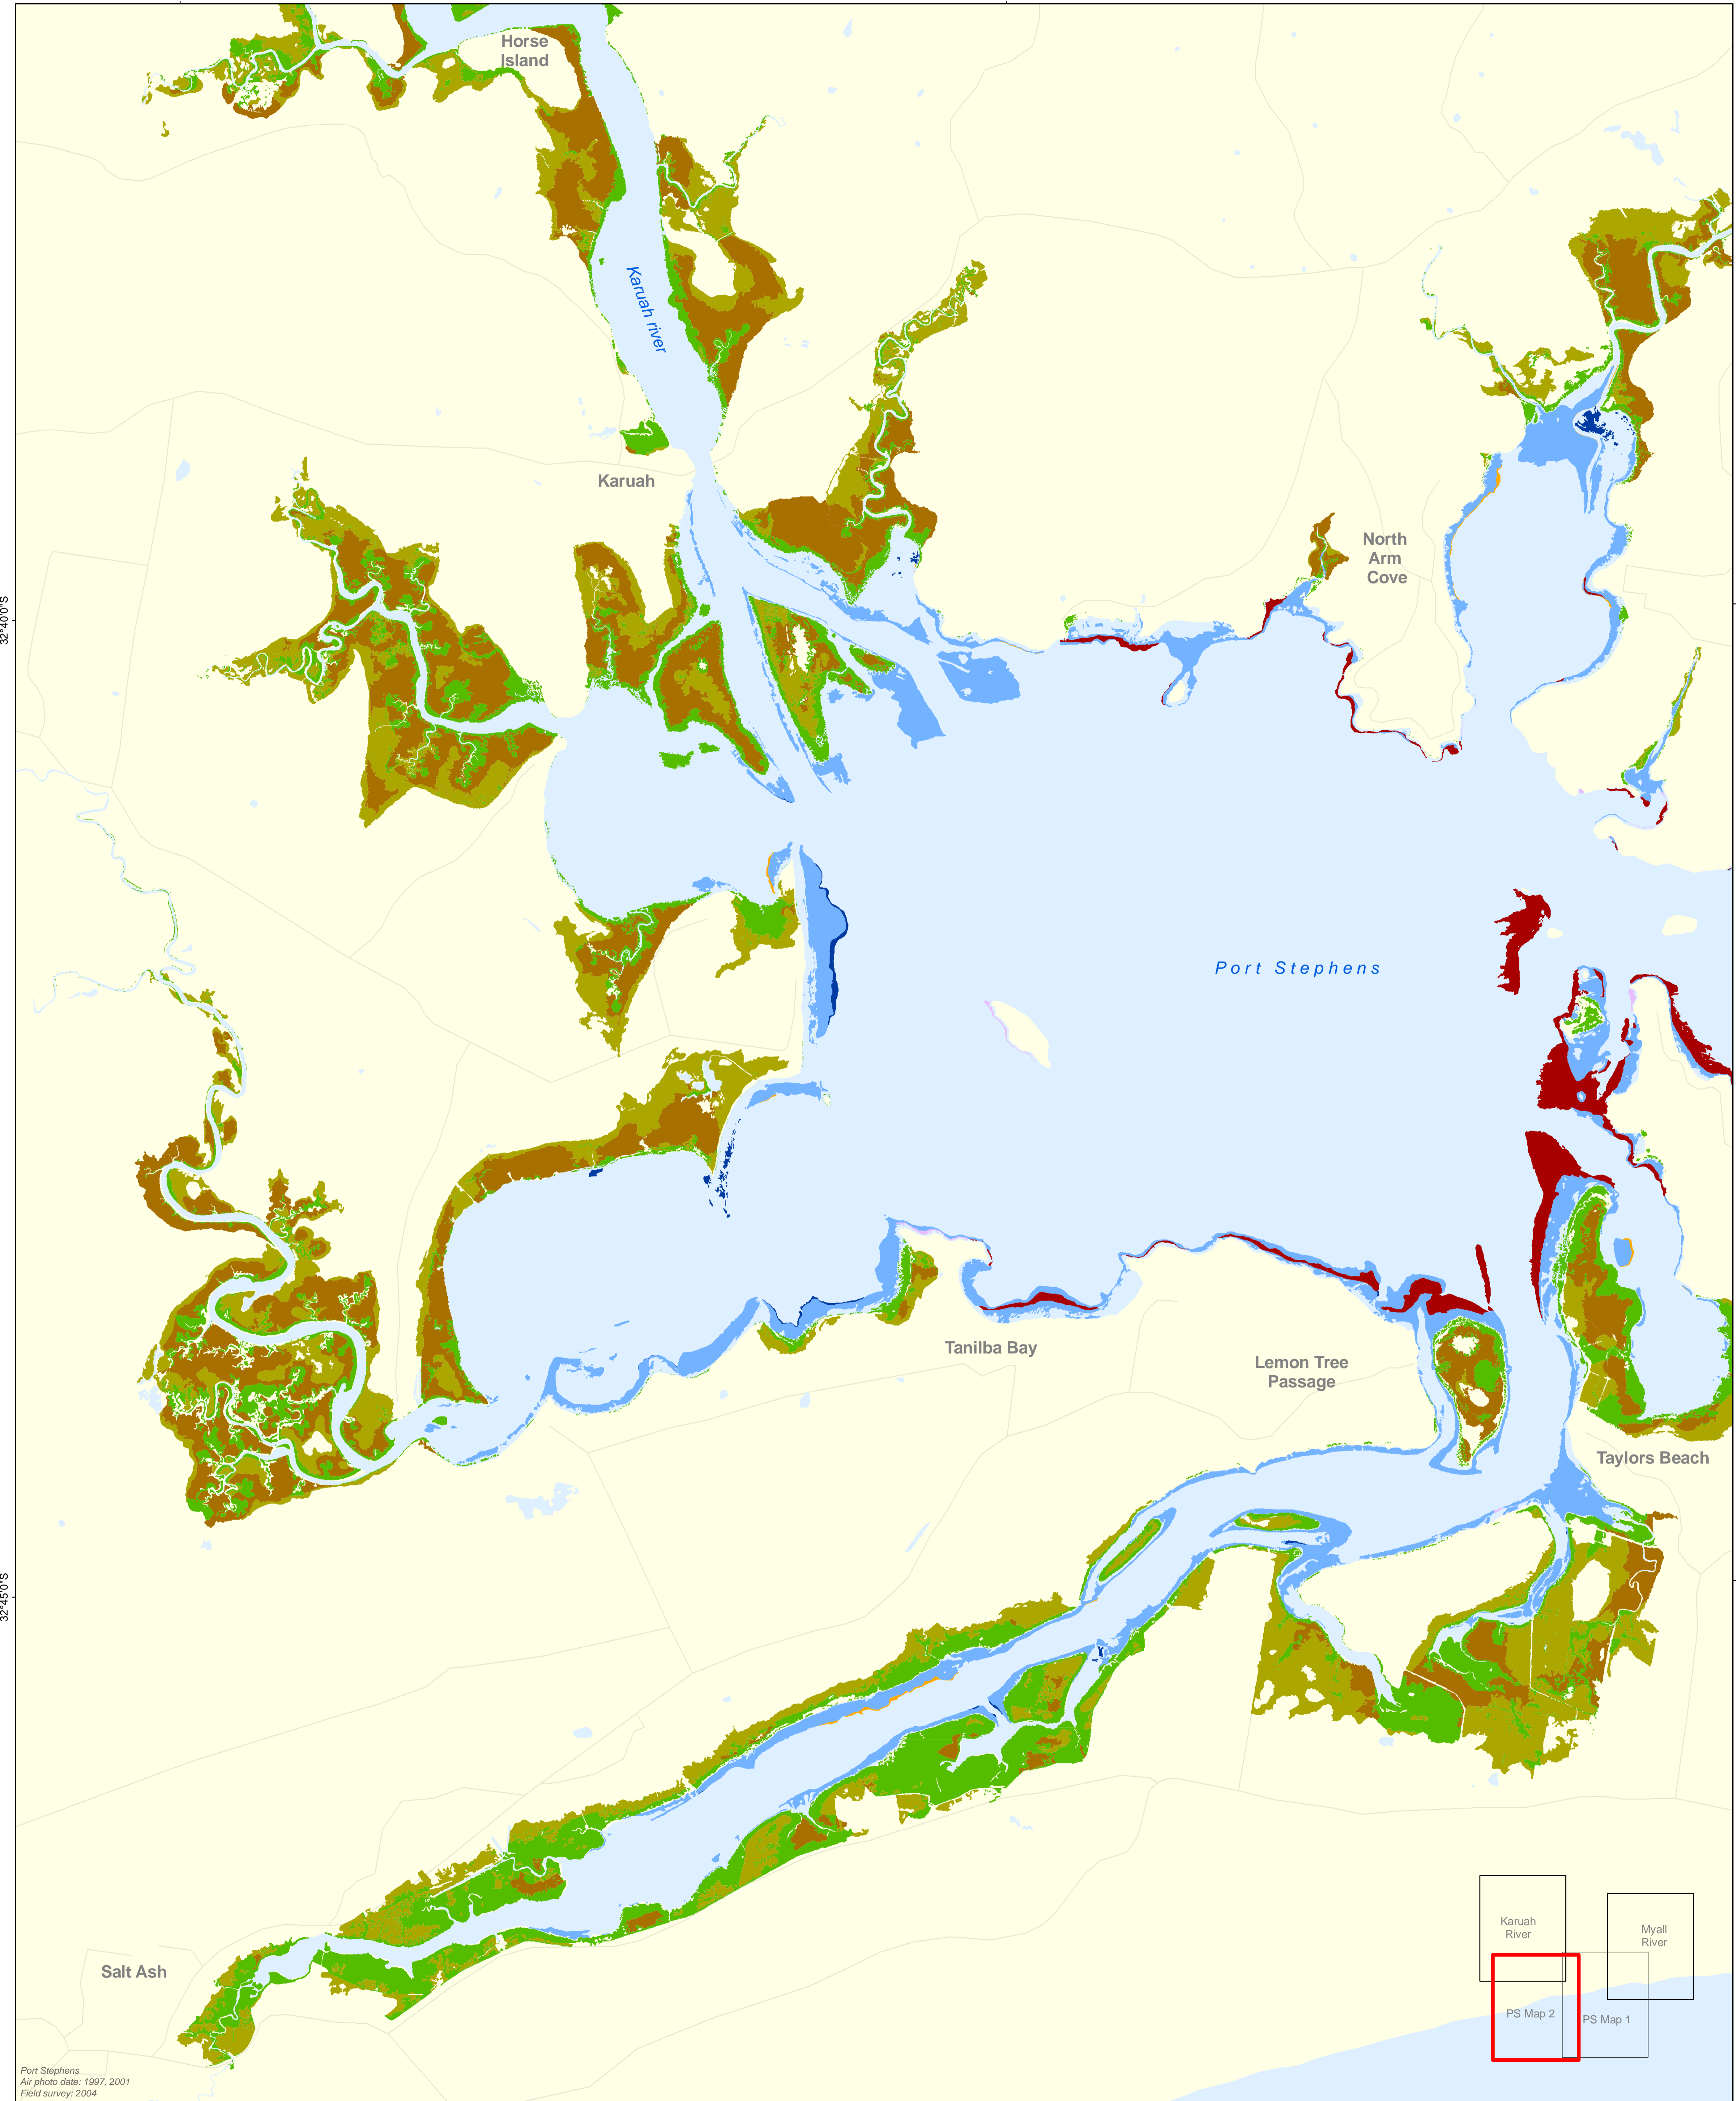 Horse
Island
Karuah river
Karuah
North
Arm
Cove
32°40'0"S
Port Stephens
Tanilba Bay
Lemon Tree
Passage
Taylors Beach
32°45'0"S
Salt Ash
Karuah
River
Myall
River
PS Map 2
PS Map 1
Port Stephens
Air photo date: 1997, 2001
Field survey: 2004